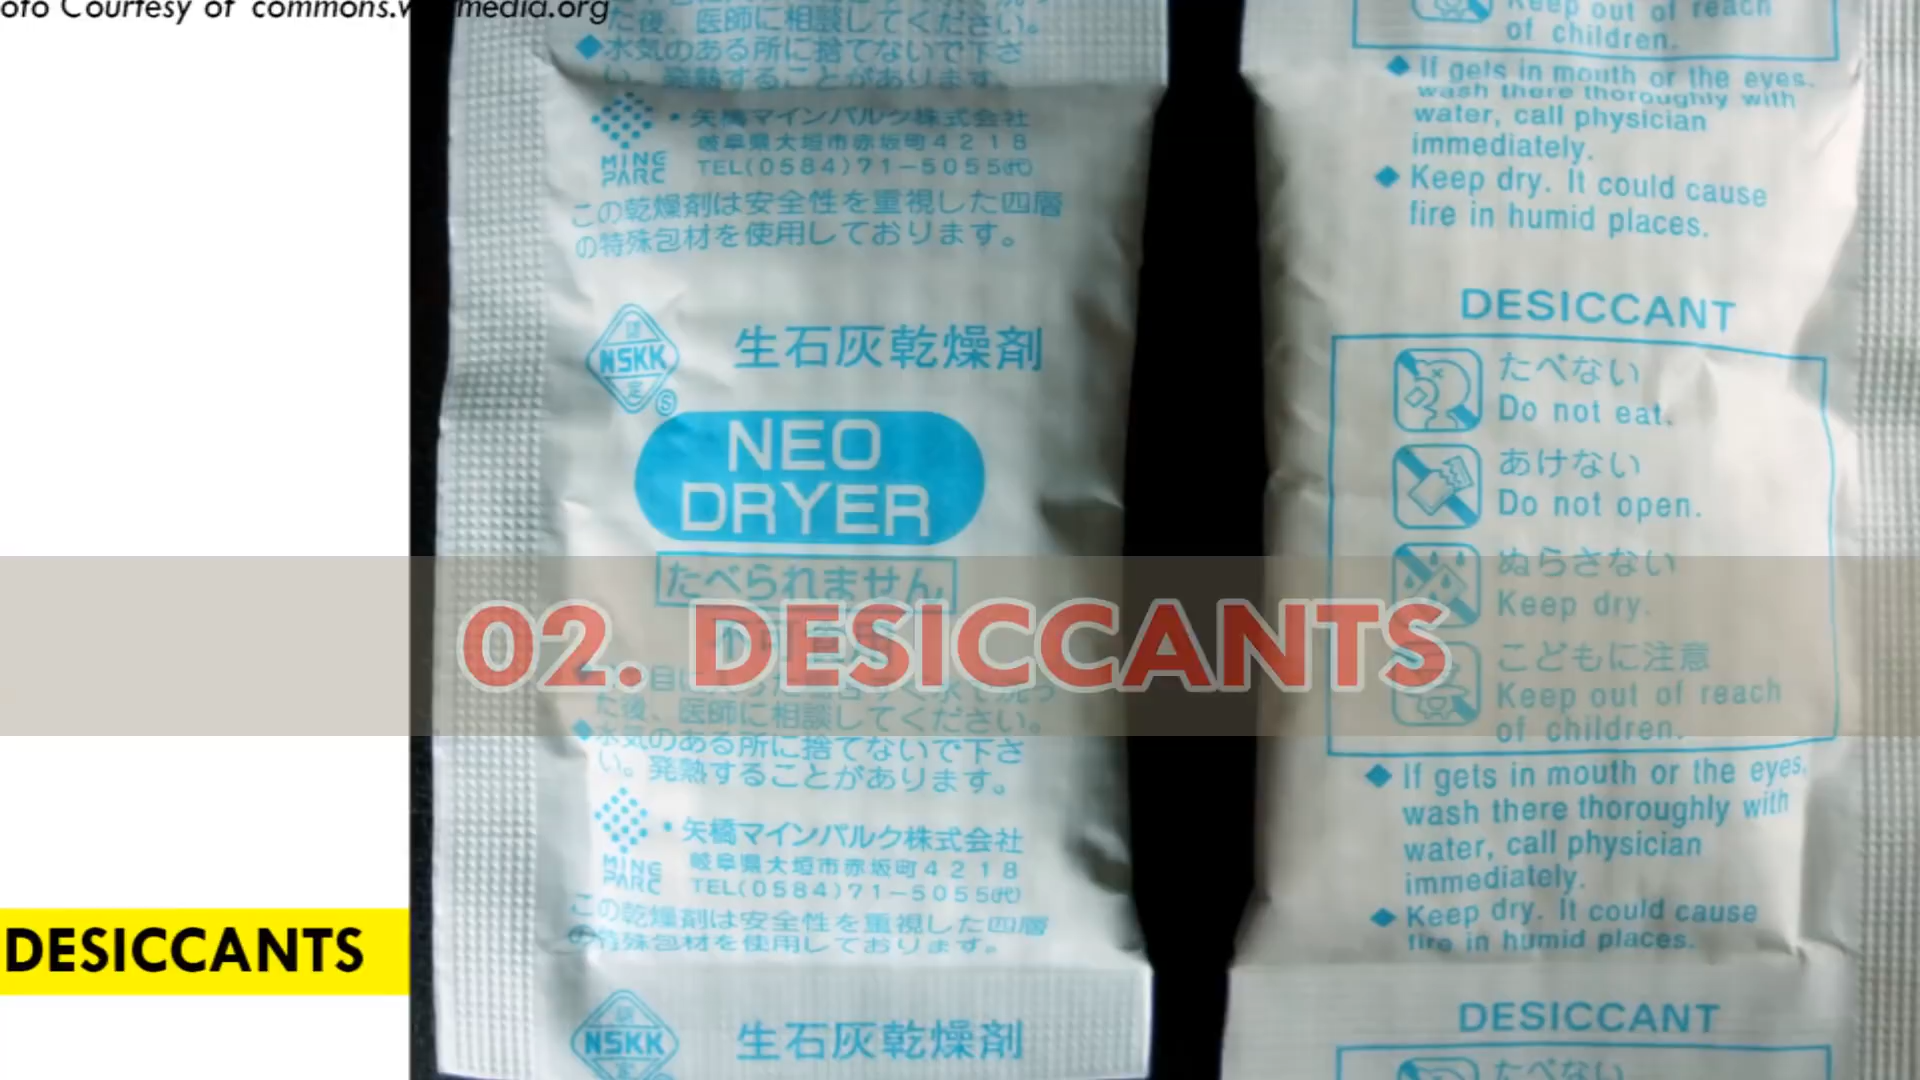 oto Courtesy of commons.w media.org
た後、医師に相談してください。
◆水気のある所に捨てないで下さ
い。発熱することがあります。
MINE PARC
・矢橋マインパルク株式会社
岐阜県大垣市赤坂町4218
TEL(0584)71-5055㈹
この乾燥剤は安全性を重視した四層
の特殊包材を使用しております。
認
NSKK
定
Ⓢ
生石灰乾燥剤
NEO
DRYER
たべられません
た後、医師に相談してください。
◆水気のある所に捨てないで下さ
い。発熱することがあります。
MINE PARC
・矢橋マインパルク株式会社
岐阜県大垣市赤坂町4218
TEL(0584)71-5055㈹
この乾燥剤は安全性を重視した四層
の特殊包材を使用しております。
NSKK
生石灰乾燥剤
Keep out of reach
of children.
◆ If gets in mouth or the eyes.
wash there thoroughly with
water, call physician
immediately.
◆ Keep dry. It could cause
fire in humid places.
DESICCANT
たべない
Do not eat.
あけない
Do not open.
ぬらさない
Keep dry.
こどもに注意
Keep out of reach
of children.
◆ If gets in mouth or the eyes,
wash there thoroughly with
water, call physician
immediately.
◆ Keep dry. It could cause
fire in humid places.
DESICCANT
たべない
02. DESICCANTS
DESICCANTS